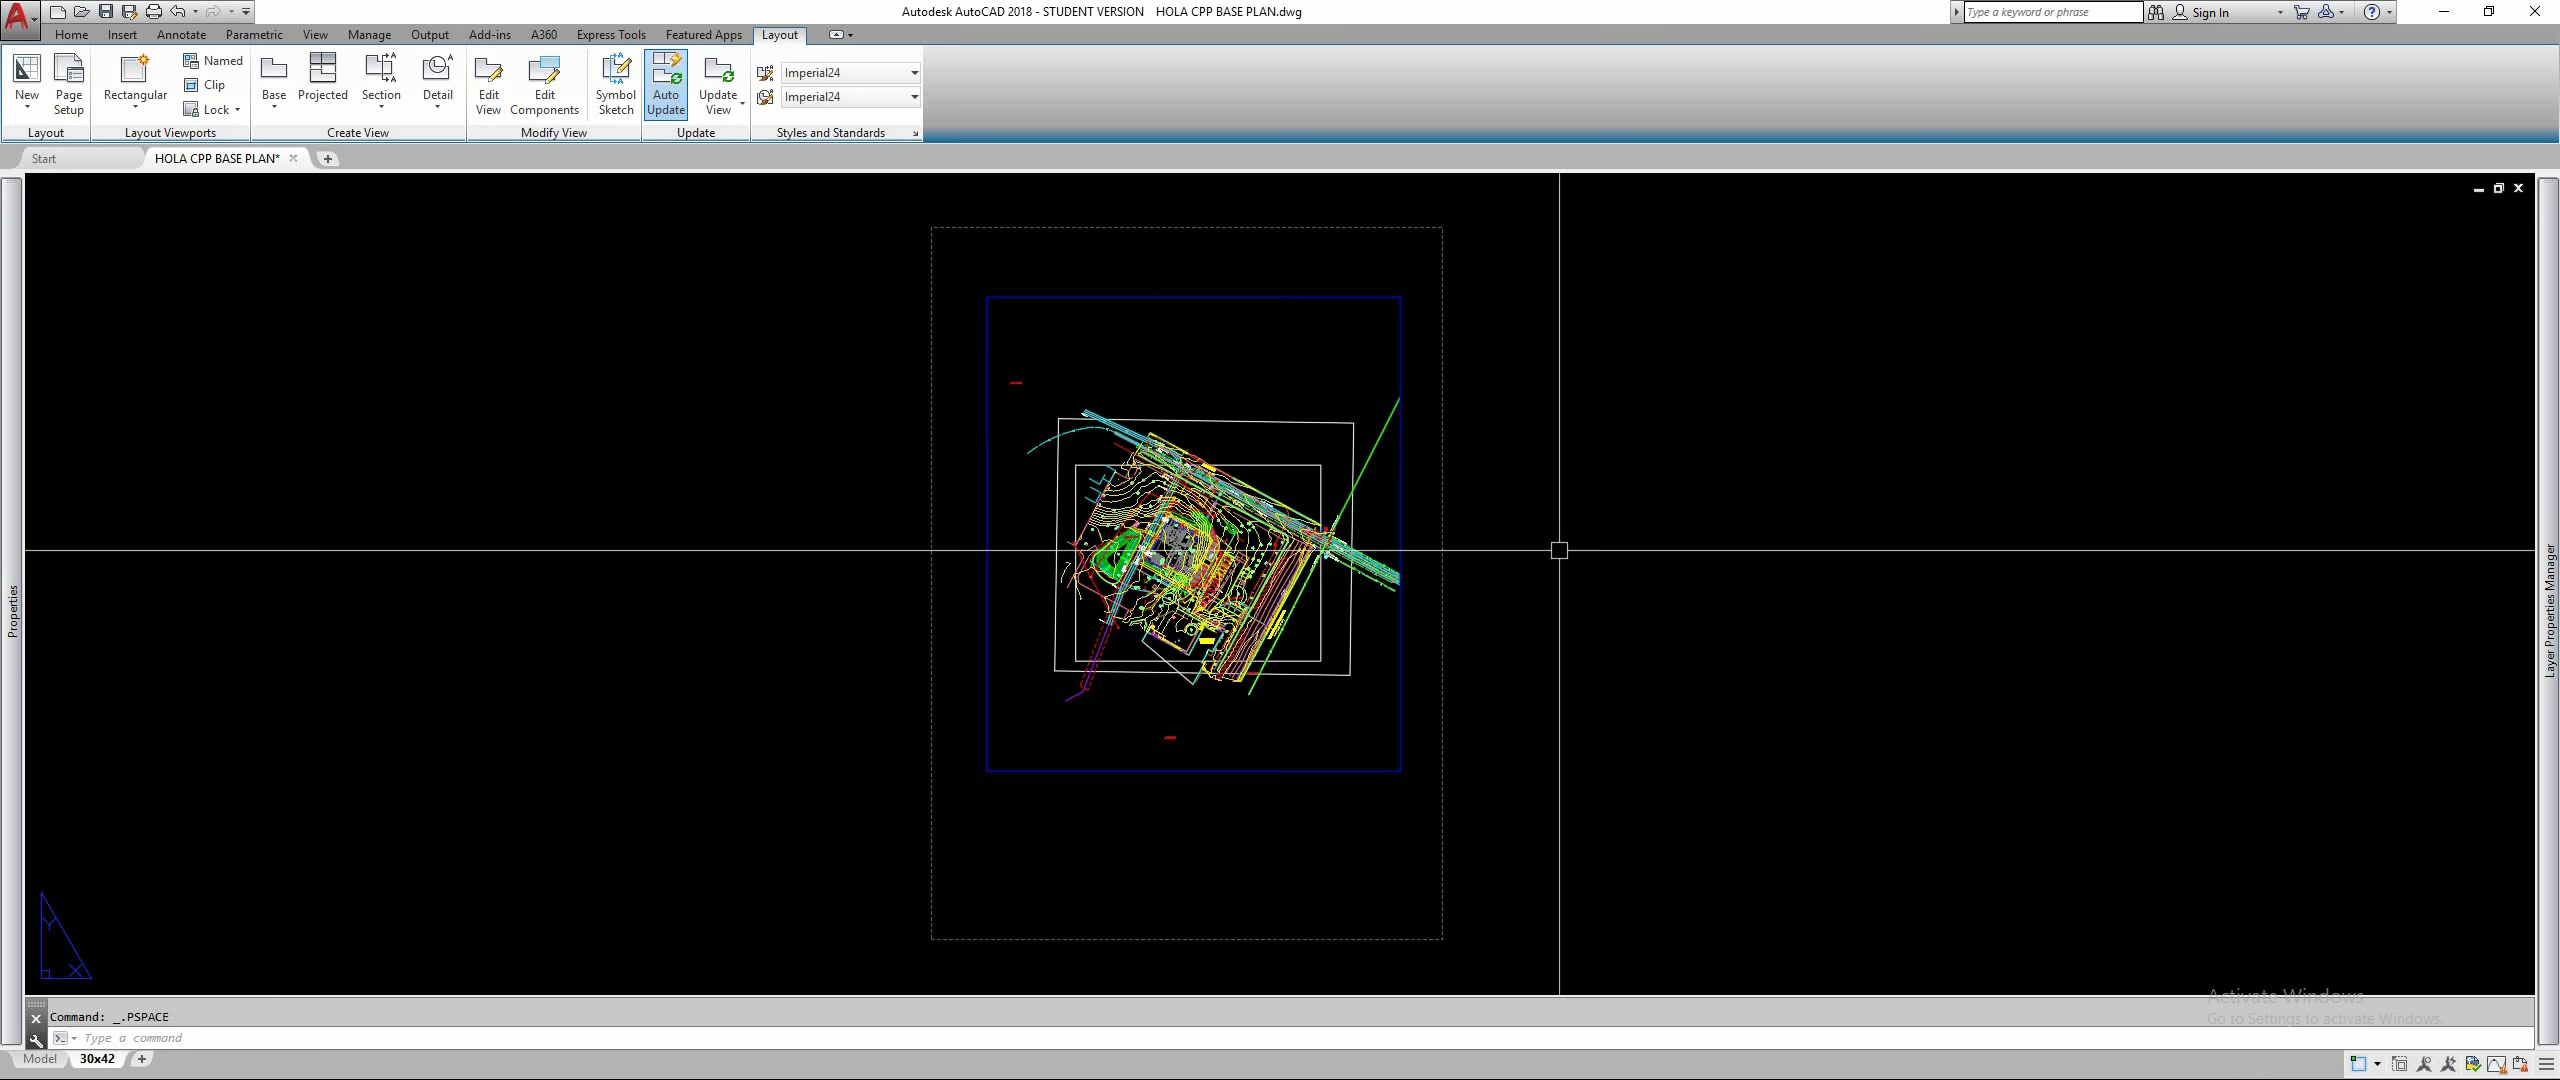 Autodesk AutoCAD 2018 - STUDENT VERSION HOLA CPP BASE PLAN.dwg
Type a keyword or phrase
Sign In
Home Insert Annotate Parametric View Manage Output Add-ins A360 Express Tools Featured Apps Layout
New
Page Setup
Rectangular
Named
Clip
Lock
Base
Projected
Section
Detail
Edit View
Edit Components
Symbol Sketch
Auto Update
Update View
Imperial24
Imperial24
Layout
Layout Viewports
Create View
Modify View
Update
Styles and Standards
Start
HOLA CPP BASE PLAN*
Properties
Layer Properties Manager
Y
X
Activate Windows
Go to Settings to activate Windows.
Command: _.PSPACE
Type a command
Model
30x42